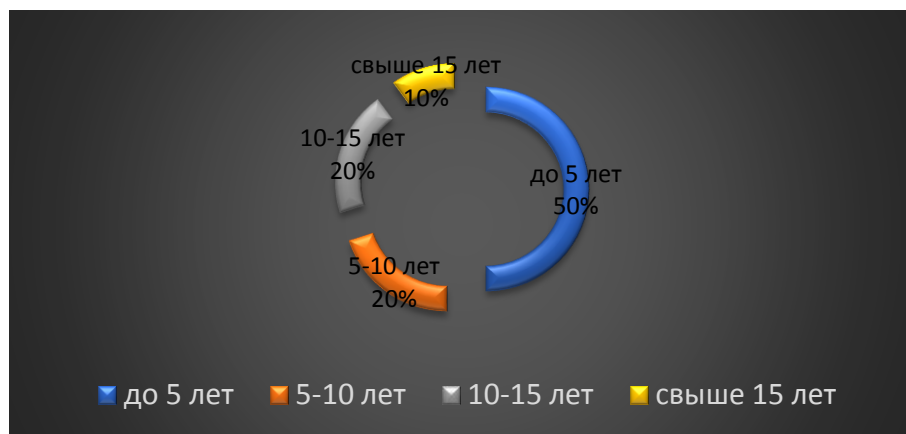 свыше 15 лет
10%
10-15 лет
20%
до 5 лет
50%
5-10 лет
20%
до 5 лет
5-10 лет
10-15 лет
свыше 15 лет